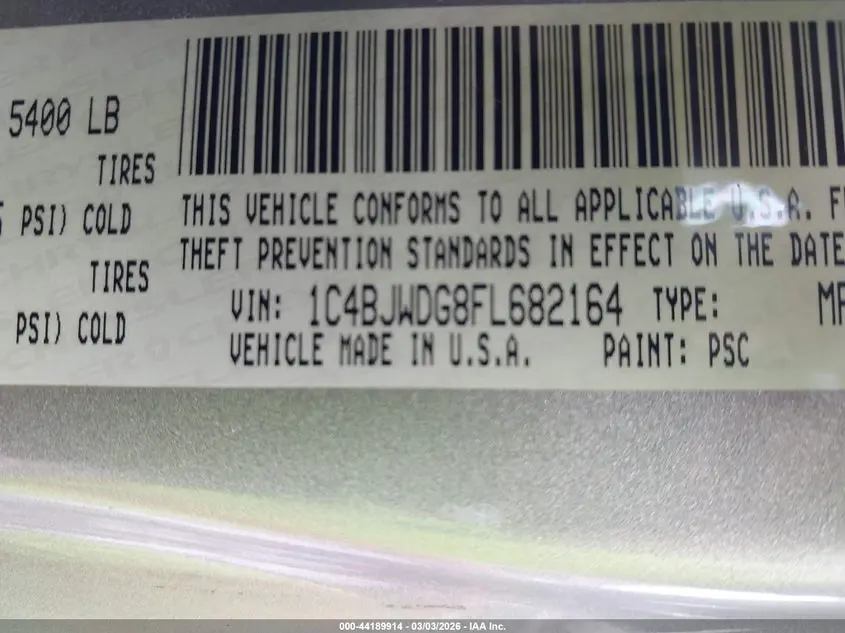 5400 LB
TIRES
PSI) COLD
TIRES
PSI) COLD
THIS VEHICLE CONFORMS TO ALL APPLICABLE U.S.A.
THEFT PREVENTION STANDARDS IN EFFECT ON THE DATE
VIN: 1C4BJWDG8FL682164 TYPE:
VEHICLE MADE IN U.S.A. PAINT: PSC
000-44189914 - 03/03/2026 - IAA Inc.